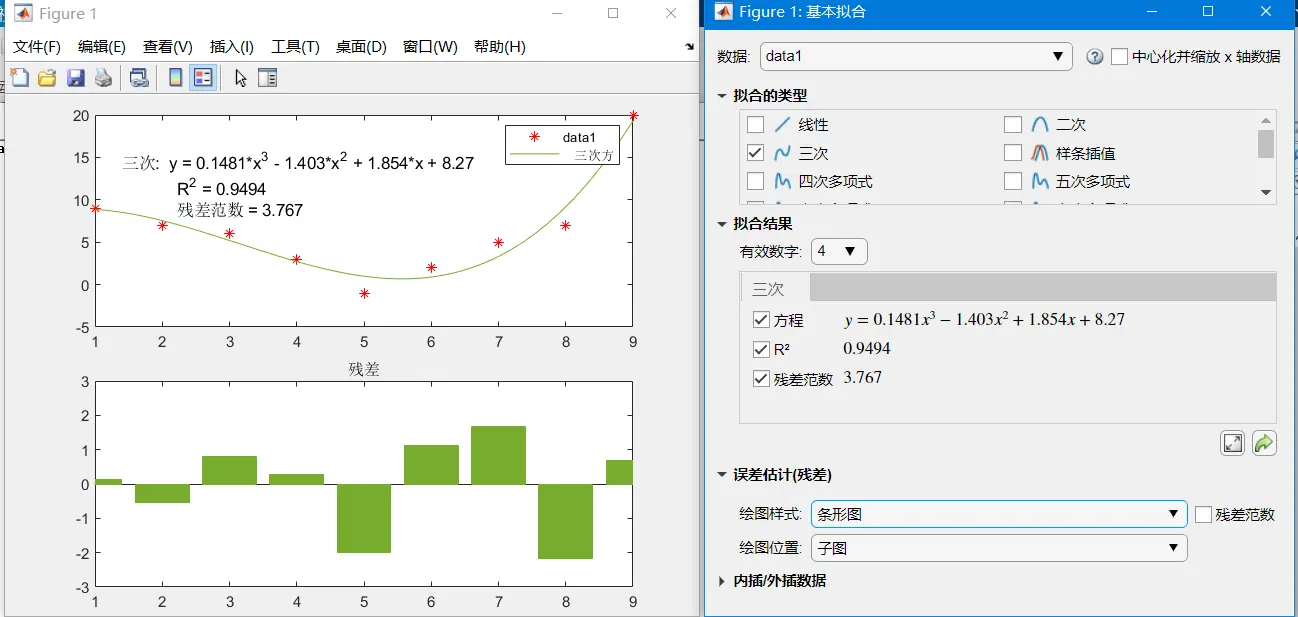 Figure 1
文件(F) 编辑(E) 查看(V) 插入(I) 工具(T) 桌面(D) 窗口(W) 帮助(H)
20
15
10
5
0
-5
三次: y = 0.1481*x³ - 1.403*x² + 1.854*x + 8.27
R² = 0.9494
残差范数 = 3.767
data1
三次方
1 2 3 4 5 6 7 8 9
残差
3
2
1
0
-1
-2
-3
1 2 3 4 5 6 7 8 9
Figure 1: 基本拟合
数据: data1 中心化并缩放 x 轴数据
拟合的类型
线性 二次
三次 样条插值
四次多项式 五次多项式
拟合结果
有效数字: 4
三次
方程 y = 0.1481x³ − 1.403x² + 1.854x + 8.27
R² 0.9494
残差范数 3.767
误差估计(残差)
绘图样式: 条形图 残差范数
绘图位置: 子图
内插/外插数据